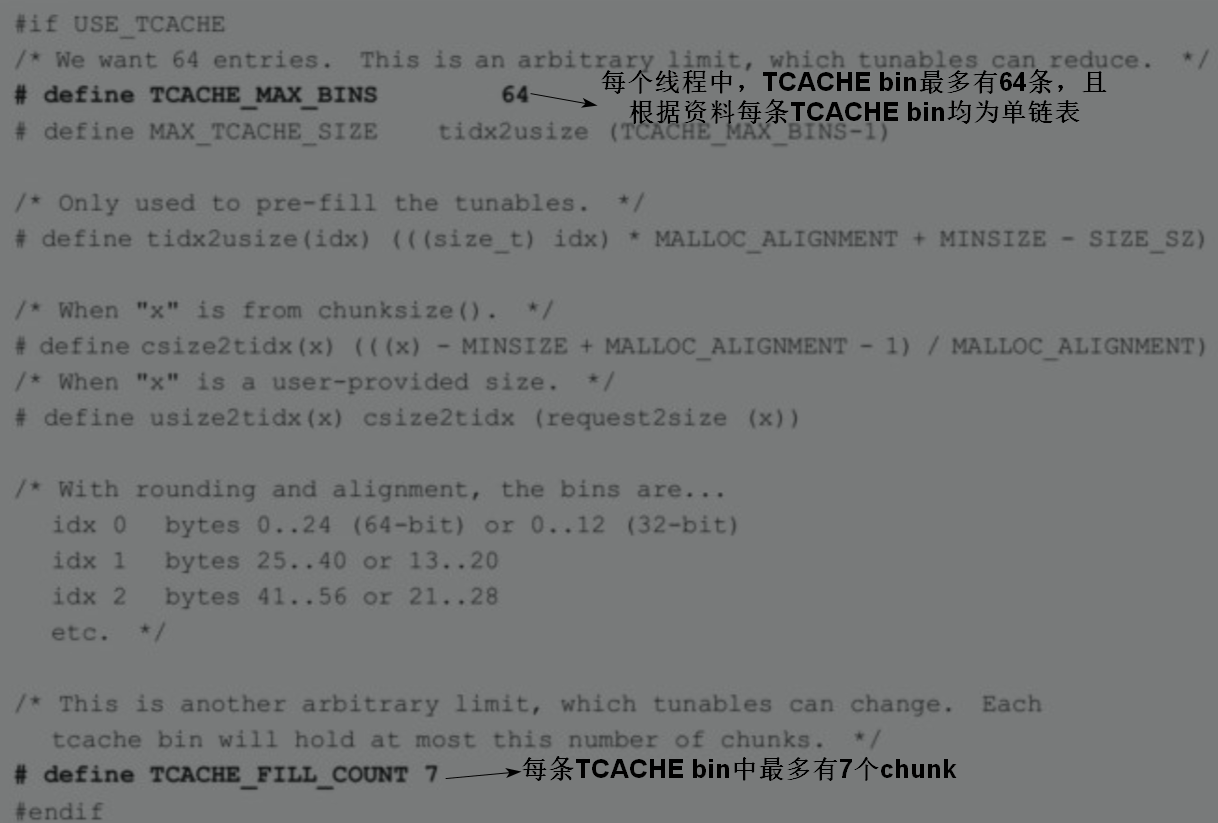 #if USE_TCACHE
/* We want 64 entries.  This is an arbitrary limit, which tunables can reduce.  */
# define TCACHE_MAX_BINS 64
每个线程中，TCACHE bin最多有64条，且
根据资料每条TCACHE bin均为单链表
# define MAX_TCACHE_SIZE tidx2usize (TCACHE_MAX_BINS-1)
/* Only used to pre-fill the tunables.  */
# define tidx2usize(idx) (((size_t) idx) * MALLOC_ALIGNMENT + MINSIZE - SIZE_SZ)
/* When "x" is from chunksize().  */
# define csize2tidx(x) (((x) - MINSIZE + MALLOC_ALIGNMENT - 1) / MALLOC_ALIGNMENT)
/* When "x" is a user-provided size.  */
# define usize2tidx(x) csize2tidx (request2size (x))
/* With rounding and alignment, the bins are...
idx 0   bytes 0..24 (64-bit) or 0..12 (32-bit)
idx 1   bytes 25..40 or 13..20
idx 2   bytes 41..56 or 21..28
etc.  */
/* This is another arbitrary limit, which tunables can change.  Each
tcache bin will hold at most this number of chunks.  */
# define TCACHE_FILL_COUNT 7
每条TCACHE bin中最多有7个chunk
#endif